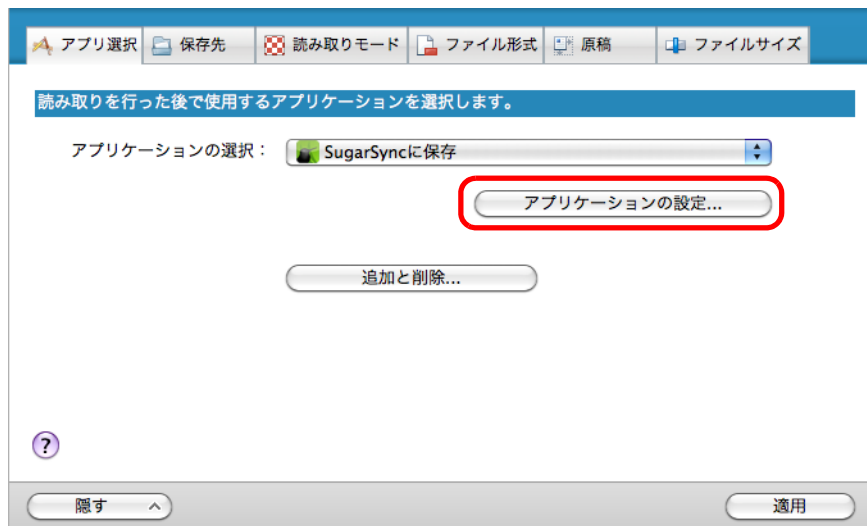 アプリ選択 保存先 読み取りモード ファイル形式 原稿 ファイルサイズ
読み取りを行った後で使用するアプリケーションを選択します。
アプリケーションの選択： SugarSyncに保存
アプリケーションの設定...
追加と削除...
?
隠す 適用